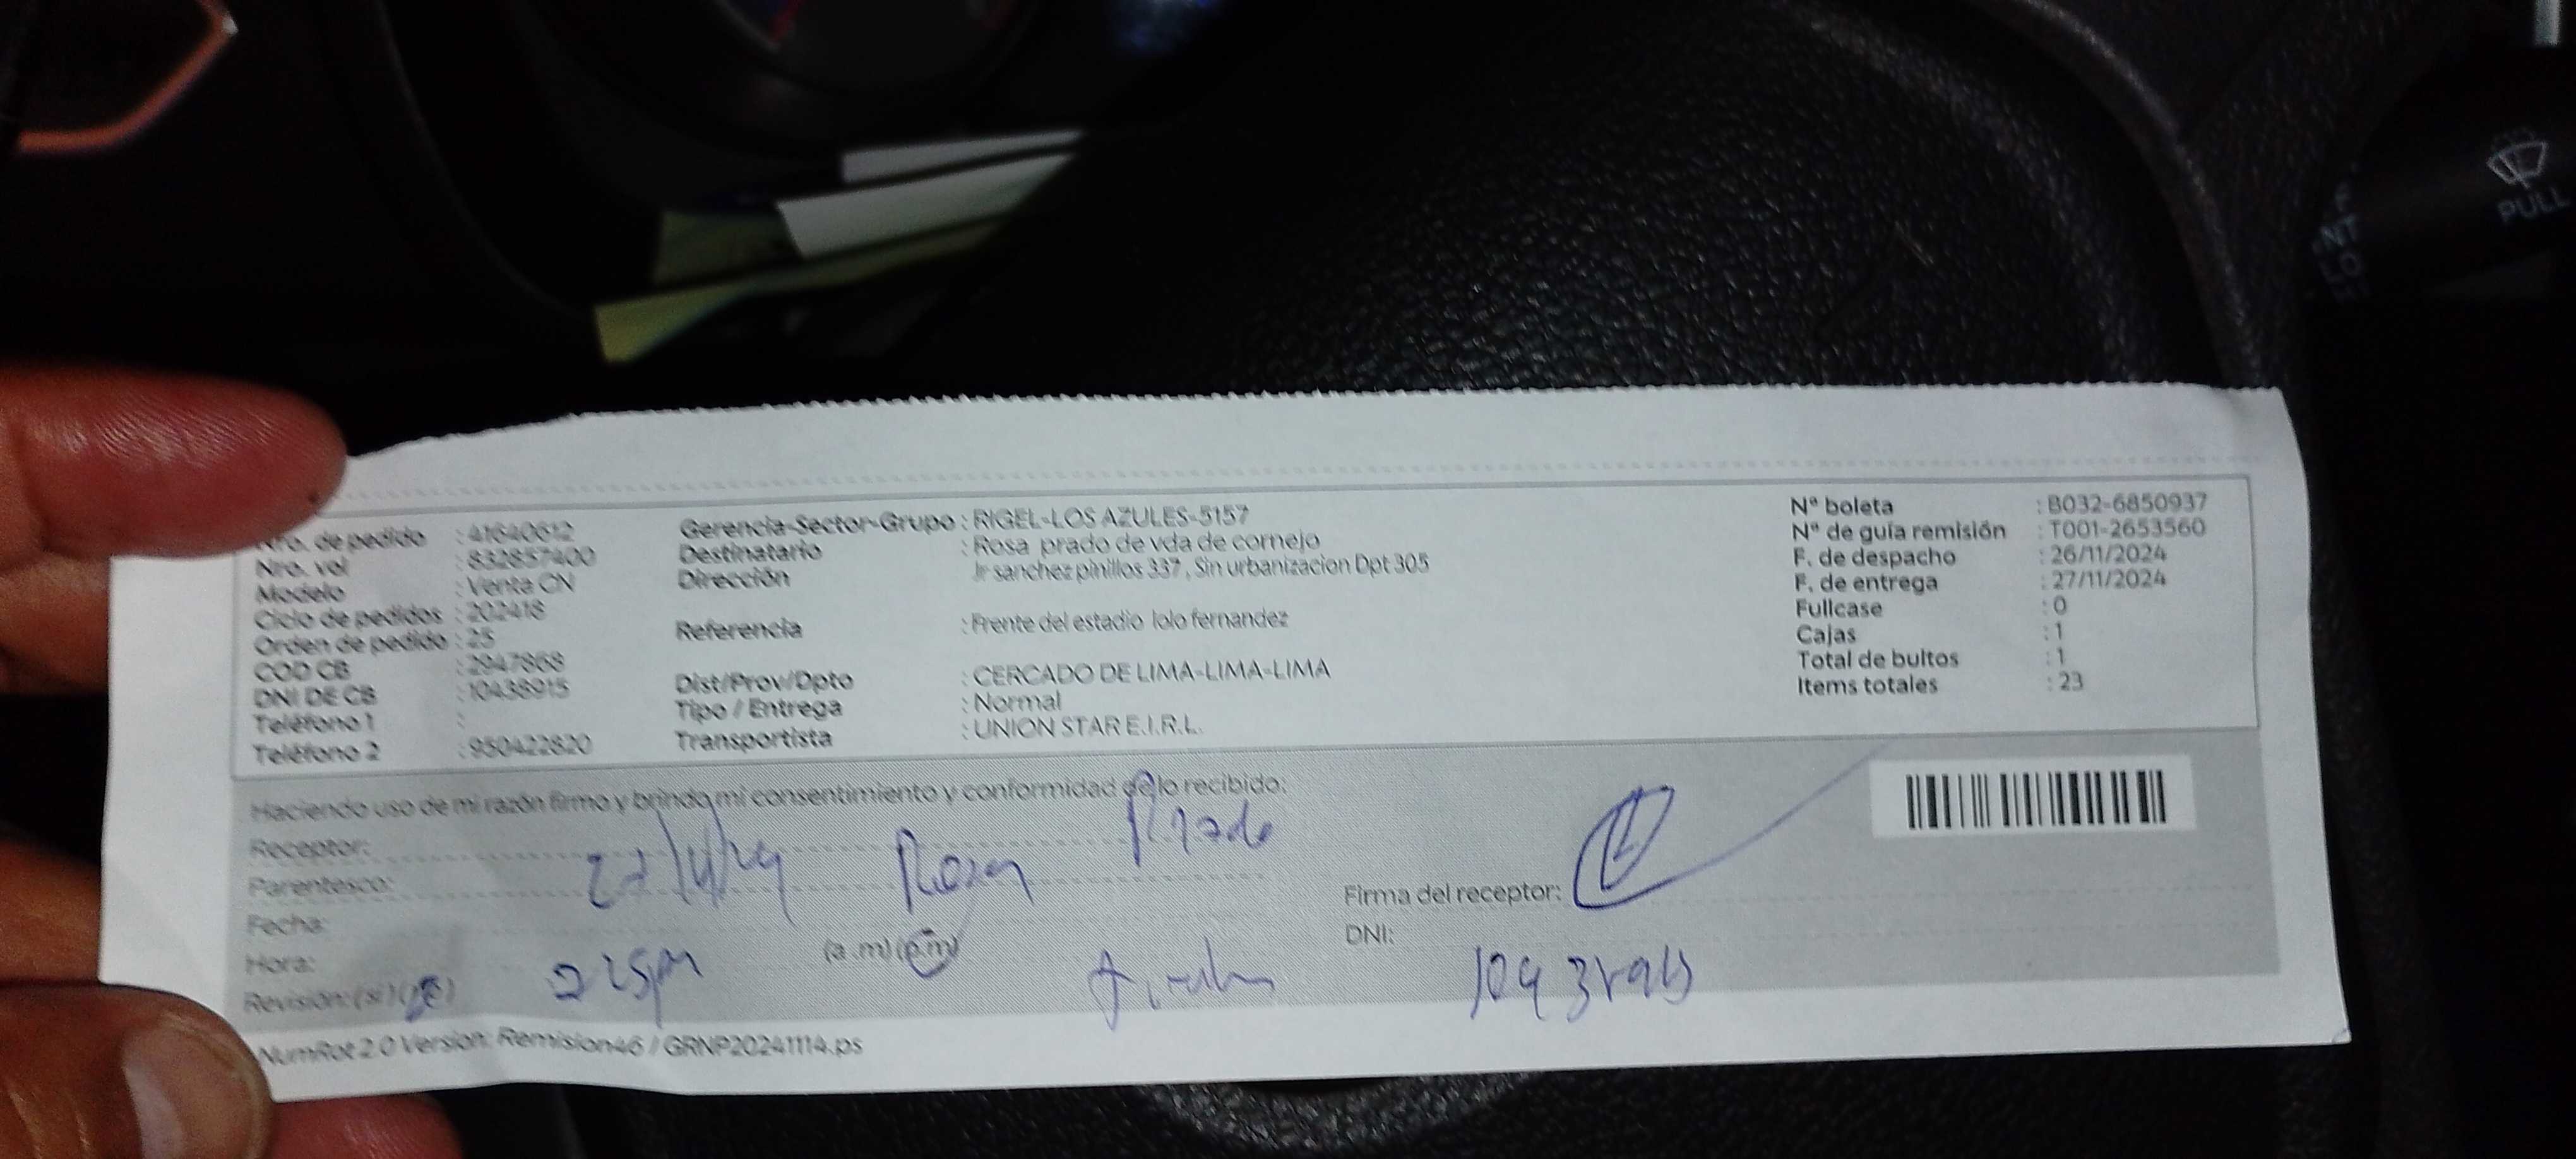 Nro. de pedido : 41640612
Nro. vol : 832857400
Modelo : Venta CN
Ciclo de pedidos : 202418
Orden de pedido : 25
COD CB : 2947868
DNI DE CB : 10438915
Teléfono 1 :
Teléfono 2 : 950422820
Gerencia-Sector-Grupo : RIGEL-LOS AZULES-5157
Destinatario : Rosa prado de vda de cornejo
Dirección Jr sanchez pinillos 337 , Sin urbanizacion Dpt 305
Referencia : Frente del estadio lolo fernandez
Dist/Prov/Dpto : CERCADO DE LIMA-LIMA-LIMA
Tipo / Entrega : Normal
Transportista : UNION STAR E.I.R.L.
Nº boleta : B032-6850937
Nº de guía remisión : T001-2653560
F. de despacho : 26/11/2024
F. de entrega : 27/11/2024
Fullcase : 0
Cajas : 1
Total de bultos : 1
Items totales : 23
Haciendo uso de mi razón firmo y brindo mi consentimiento y conformidad de lo recibido:
Receptor: Rosa Prado
Parentesco:
Fecha: 27/11/24
Hora: (a.m) (p.m)
Revisión: (si) (no)
Firma del receptor:
DNI:
NumRot 2.0 Version: Remision46 / GRNP20241114.ps
PULL